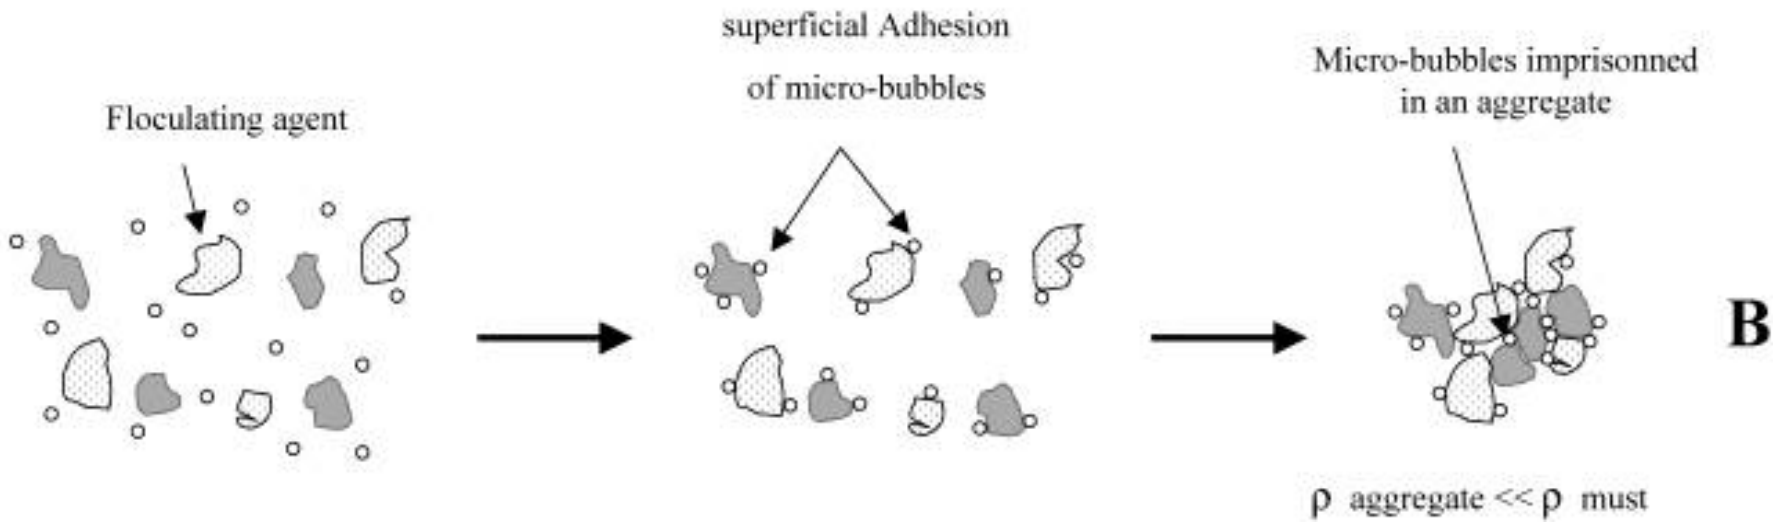 Floculating agent
superficial Adhesion
of micro-bubbles
Micro-bubbles imprisonned
in an aggregate
B
ρ aggregate << ρ must